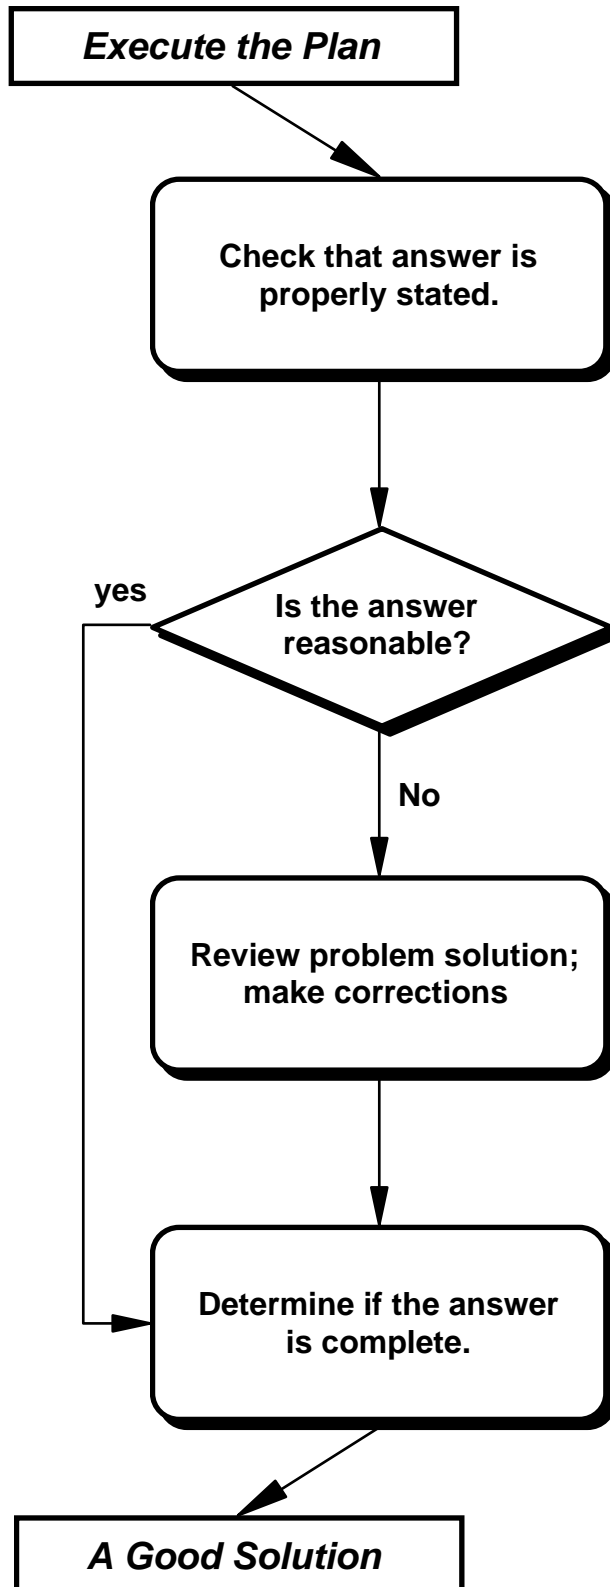 Execute the Plan
Check that answer is
properly stated.
yes
Is the answer
reasonable?
No
Review problem solution;
make corrections
Determine if the answer
is complete.
A Good Solution